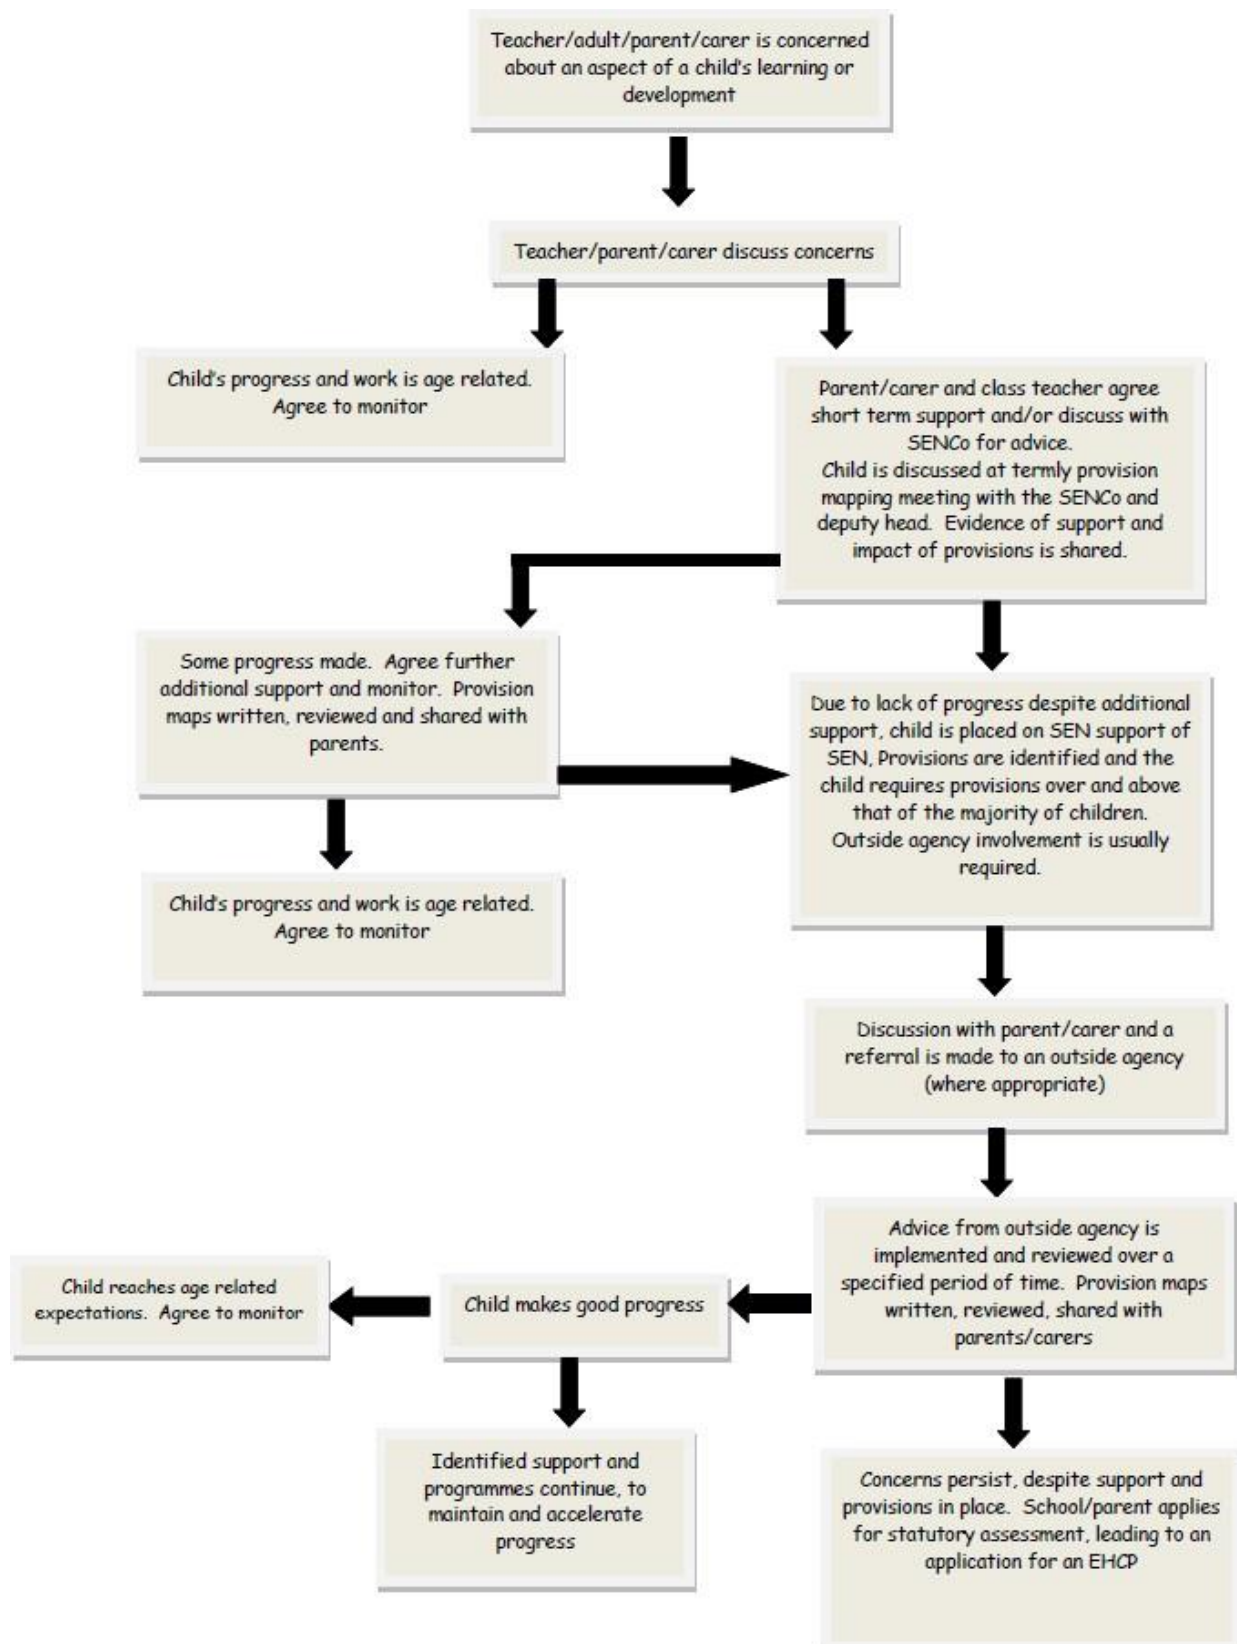 Teacher/adult/parent/carer is concerned
about an aspect of a child's learning or
development
Teacher/parent/carer discuss concerns
Child's progress and work is age related.
Agree to monitor
Parent/carer and class teacher agree
short term support and/or discuss with
SENCo for advice.
Child is discussed at termly provision
mapping meeting with the SENCo and
deputy head.  Evidence of support and
impact of provisions is shared.
Some progress made.  Agree further
additional support and monitor.  Provision
maps written, reviewed and shared with
parents.
Due to lack of progress despite additional
support, child is placed on SEN support of
SEN, Provisions are identified and the
child requires provisions over and above
that of the majority of children.
Outside agency involvement is usually
required.
Child's progress and work is age related.
Agree to monitor
Discussion with parent/carer and a
referral is made to an outside agency
(where appropriate)
Advice from outside agency is
implemented and reviewed over a
specified period of time.  Provision maps
written, reviewed, shared with
parents/carers
Child makes good progress
Child reaches age related
expectations.  Agree to monitor
Identified support and
programmes continue, to
maintain and accelerate
progress
Concerns persist, despite support and
provisions in place.  School/parent applies
for statutory assessment, leading to an
application for an EHCP